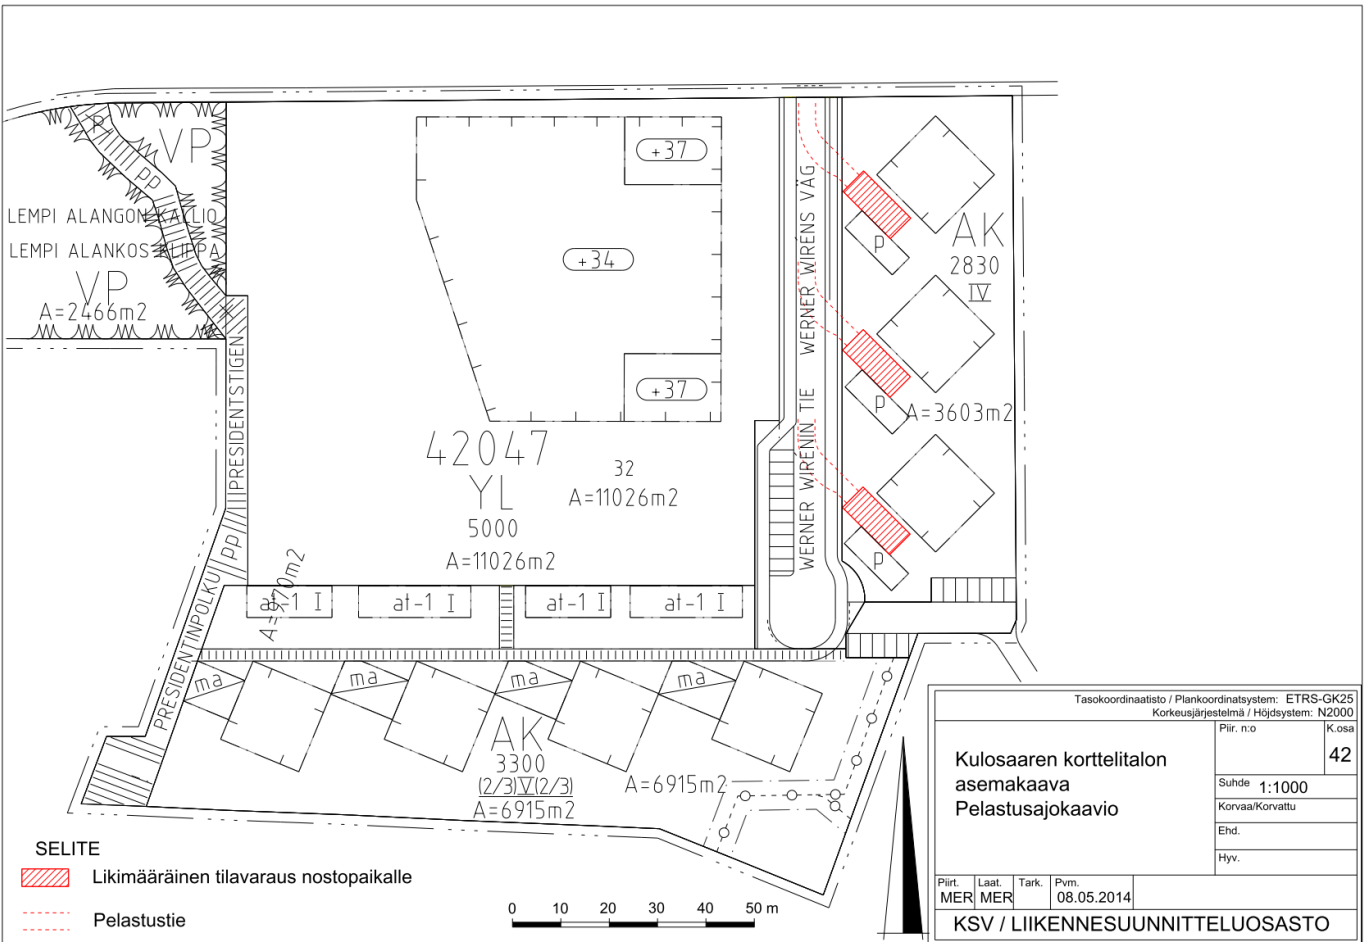 P
VP
PP
LEMPI ALANGON KALLIO
LEMPI ALANKOS KLIPPA
VP
A=2466m2
PRESIDENTSTIGEN
PP
PRESIDENTINPOLKU
A=970m2
+37
+34
+37
42047
YL
5000
A=11026m2
32
A=11026m2
WERNER WIRENS VÄG
WERNER WIRENIN TIE
P
AK
2830
IV
P
A=3603m2
P
at-1 I
at-1 I
at-1 I
at-1 I
ma
ma
ma
ma
AK
3300
(2/3)V(2/3)
A=6915m2
A=6915m2
SELITE
Likimääräinen tilavaraus nostopaikalle
Pelastustie
0 10 20 30 40 50 m
Tasokoordinaatisto / Plankoordinatsystem: ETRS-GK25
Korkeusjärjestelmä / Höjdsystem: N2000
Kulosaaren korttelitalon
asemakaava
Pelastusajokaavio
Piir. n:o
K.osa
42
Suhde 1:1000
Korvaa/Korvattu
Ehd.
Hyv.
Piirt. Laat. Tark. Pvm.
MER MER 08.05.2014
KSV / LIIKENNESUUNNITTELUOSASTO